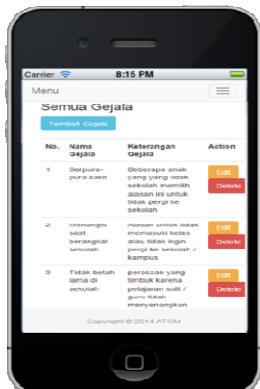 Carrier 8:15 PM
Menu
Semua Gejala
Tambah Gejala
No. Nama Gejala Keterangan Gejala Action
1 Berpura-pura sakit Beberapa anak yang yang tidak sekolah memilih alasan ini untuk tidak pergi ke sekolah Edit Delete
2 Menangis saat berangkat sekolah Alasan untuk tidak memasuki kelas atau tidak ingin pergi ke sekolah / kampus Edit Delete
3 Tidak betah lama di sekolah perasaan yang timbuk karena pelajaran sulit / guru tidak menyenangkan Edit Delete
Copyright © 2014 ATOM